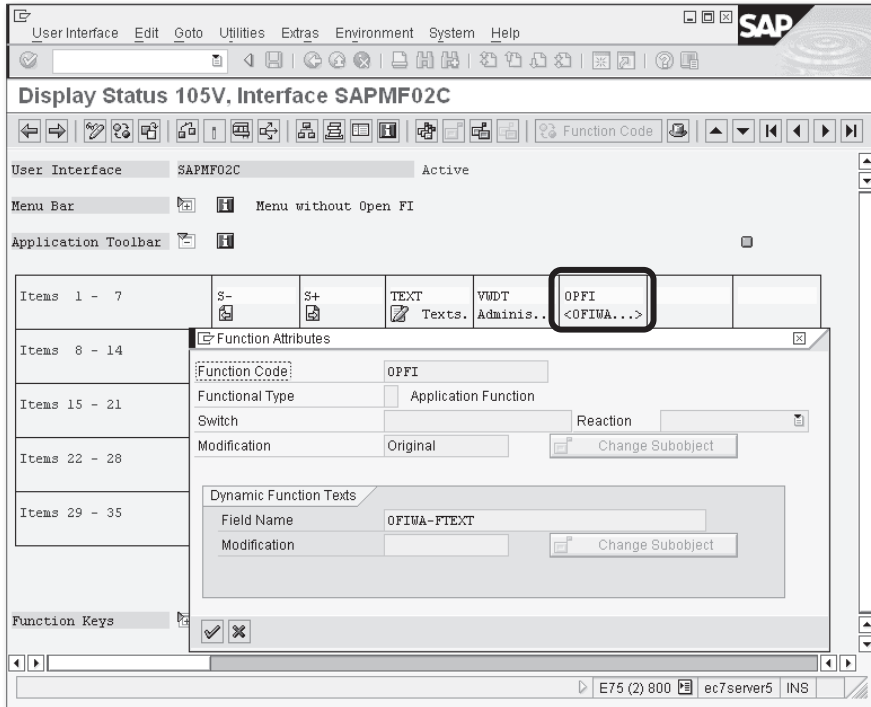 User Interface Edit Goto Utilities Extras Environment System Help
SAP
Display Status 105V, Interface SAPMF02C
Function Code
User Interface SAPMF02C Active
Menu Bar Menu without Open FI
Application Toolbar
Items 1 - 7 S- S+ TEXT VWDT OPFI
Texts. Adminis.. <OFIWA...>
Function Attributes
Items 8 - 14
Function Code OPFI
Functional Type Application Function
Items 15 - 21
Switch Reaction
Modification Original Change Subobject
Items 22 - 28
Dynamic Function Texts
Items 29 - 35
Field Name OFIWA-FTEXT
Modification Change Subobject
Function Keys
E75 (2) 800 ec7server5 INS